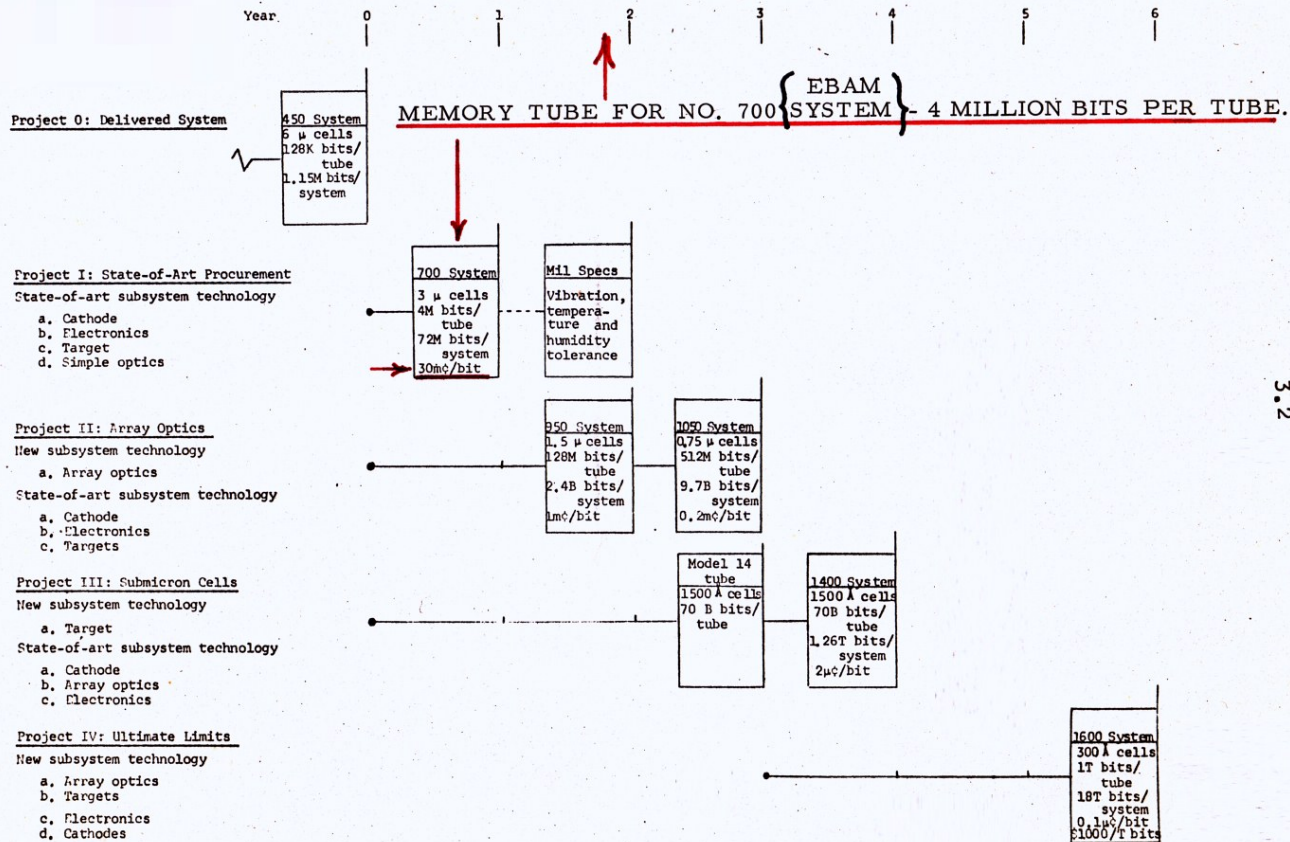 Year 0 1 2 3 4 5 6
EBAM
MEMORY TUBE FOR NO. 700 { SYSTEM } - 4 MILLION BITS PER TUBE.
Project O: Delivered System
450 System
6 µ cells
128K bits/
tube
1.15M bits/
system
Project I: State-of-Art Procurement
State-of-art subsystem technology
a. Cathode
b. Electronics
c. Target
d. Simple optics
700 System
3 µ cells
4M bits/
tube
72M bits/
system
30m¢/bit
Mil Specs
Vibration,
tempera-
ture and
humidity
tolerance
3.2
Project II: Array Optics
New subsystem technology
a. Array optics
State-of-art subsystem technology
a. Cathode
b. Electronics
c. Targets
950 System
1.5 µ cells
128M bits/
tube
2.4B bits/
system
1m¢/bit
1050 System
0.75 µ cells
512M bits/
tube
9.7B bits/
system
0.2m¢/bit
Project III: Submicron Cells
New subsystem technology
a. Target
State-of-art subsystem technology
a. Cathode
b. Array optics
c. Electronics
Model 14
tube
1500 Å cells
70 B bits/
tube
1400 System
1500 Å cells
70B bits/
tube
1.26T bits/
system
2µ¢/bit
Project IV: Ultimate Limits
New subsystem technology
a. Array optics
b. Targets
c. Electronics
d. Cathodes
1600 System
300 Å cells
1T bits/
tube
18T bits/
system
0.1µ¢/bit
$1000/T bits